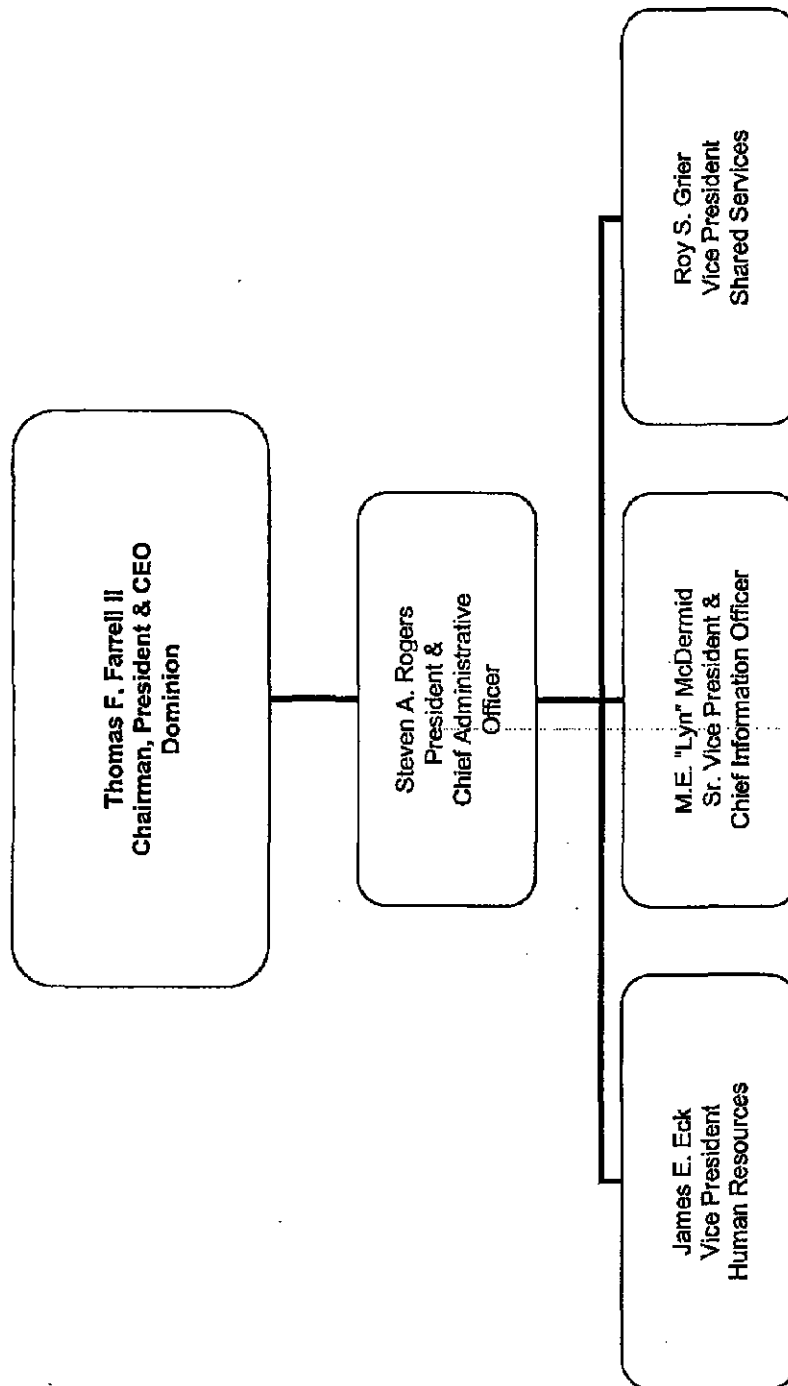 Thomas F. Farrell II
Chairman, President & CEO
Dominion
Steven A. Rogers
President &
Chief Administrative
Officer
James E. Eck
Vice President
Human Resources
M.E. "Lyn" McDermid
Sr. Vice President &
Chief Information Officer
Roy S. Grier
Vice President
Shared Services